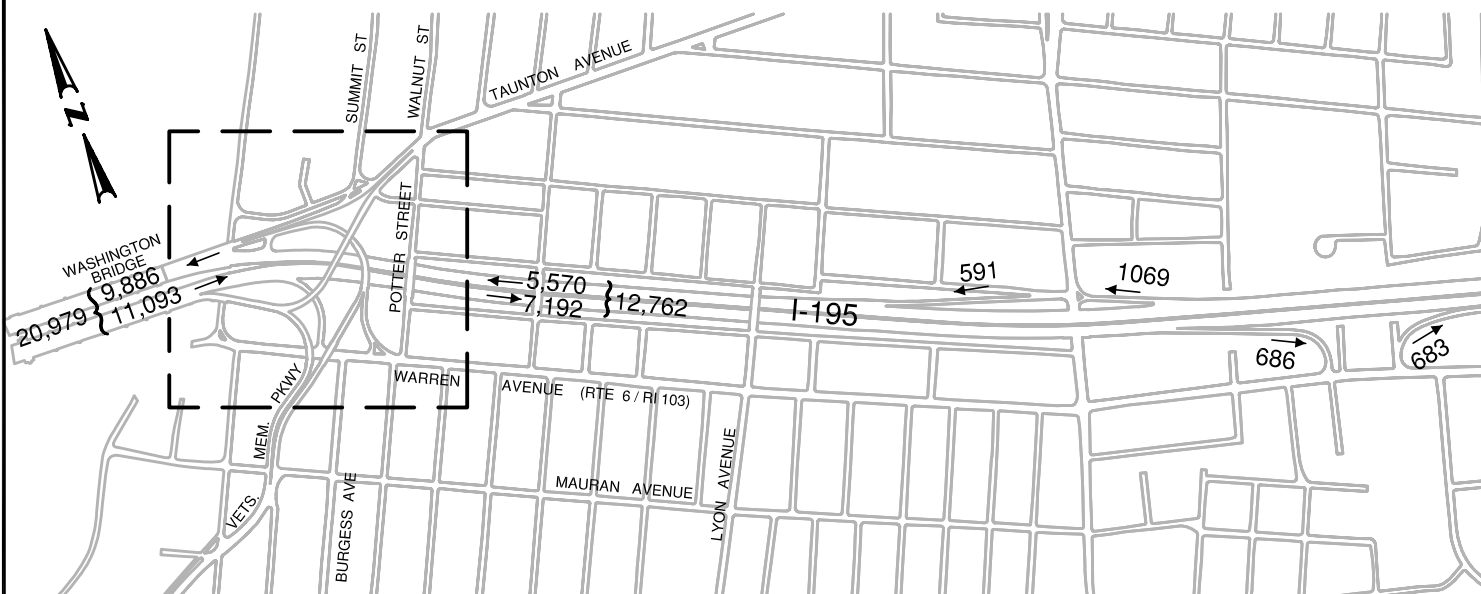 SUMMIT ST
WALNUT ST
TAUNTON AVENUE
N
WASHINGTON
BRIDGE
POTTER STREET
20,979 { 9,886
11,093
5,570
7,192 } 12,762
I-195
591
1069
686
683
WARREN AVENUE (RTE 6 / RI 103)
MEM. PKWY
VETS.
BURGESS AVE
MAURAN AVENUE
LYON AVENUE